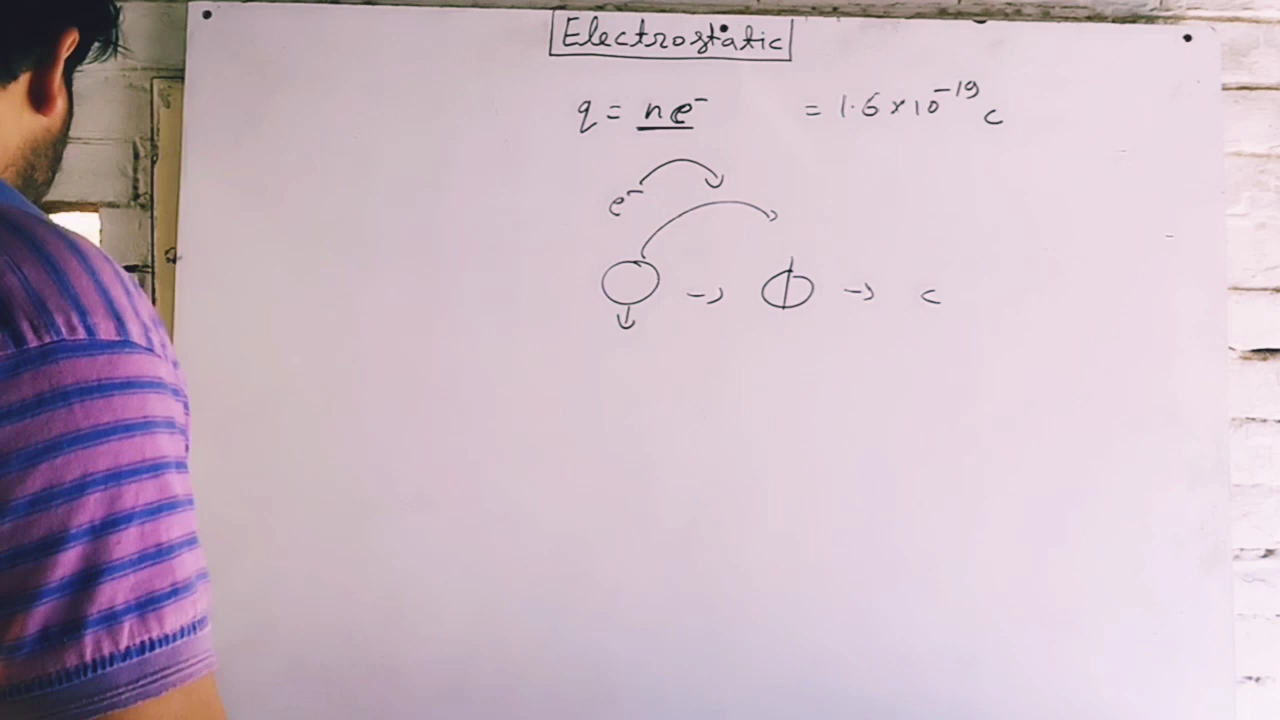 Electrostatic
q = ne⁻ = 1.6×10⁻¹⁹ c
e⁻
→ → c